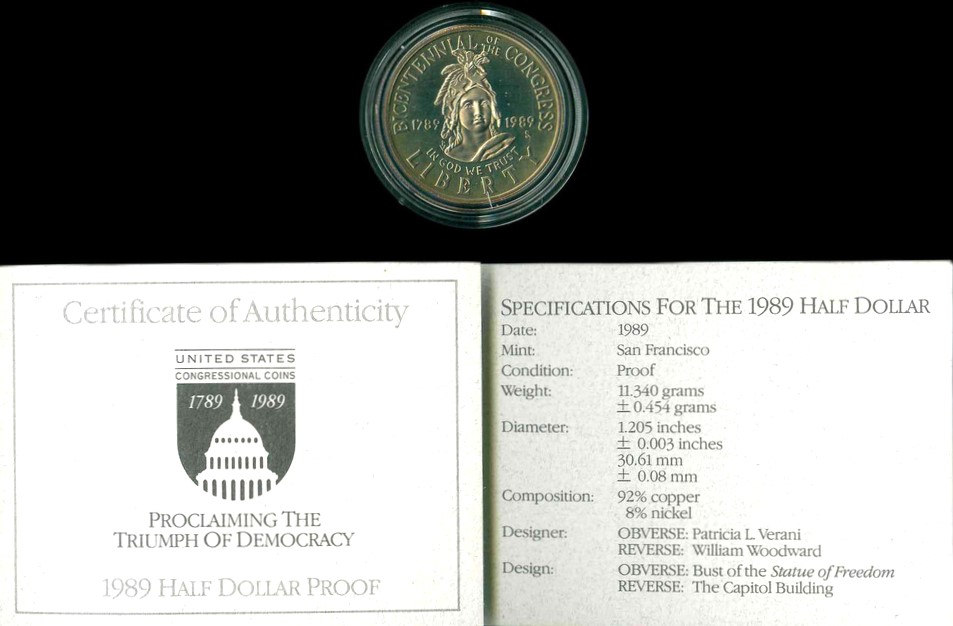 BICENTENNIAL OF THE CONGRESS
1789 1989
S
IN GOD WE TRUST
LIBERTY
Certificate of Authenticity
UNITED STATES
CONGRESSIONAL COINS
1789 1989
PROCLAIMING THE
TRIUMPH OF DEMOCRACY
1989 HALF DOLLAR PROOF
SPECIFICATIONS FOR THE 1989 HALF DOLLAR
Date: 1989
Mint: San Francisco
Condition: Proof
Weight: 11.340 grams
± 0.454 grams
Diameter: 1.205 inches
± 0.003 inches
30.61 mm
± 0.08 mm
Composition: 92% copper
8% nickel
Designer: OBVERSE: Patricia L. Verani
REVERSE: William Woodward
Design: OBVERSE: Bust of the Statue of Freedom
REVERSE: The Capitol Building